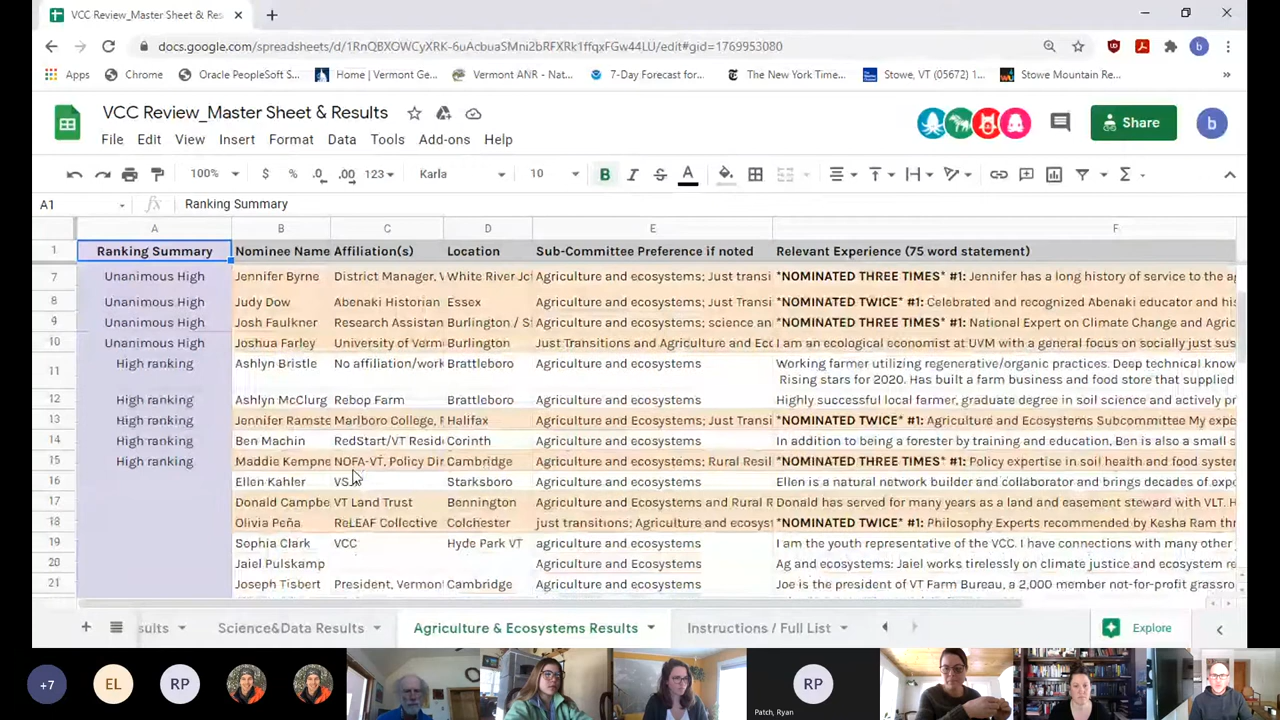 VCC Review_Master Sheet & Res
docs.google.com/spreadsheets/d/1RnQBXOWCyXRK-6uAcbuaSMni2bRFXRk1ffqxFGw44LU/edit#gid=1769953080
Apps Chrome Oracle PeopleSoft S... Home | Vermont Ge... Vermont ANR - Nat... 7-Day Forecast for... The New York Time... Stowe, VT (05672) 1... Stowe Mountain Re... »
VCC Review_Master Sheet & Results
Share
b
File Edit View Insert Format Data Tools Add-ons Help
100% $ % .0 .00 123 Karla 10 B I S A
A1 fx Ranking Summary
A B C D E F
1 Ranking Summary Nominee Name Affiliation(s) Location Sub-Committee Preference if noted Relevant Experience (75 word statement)
7 Unanimous High Jennifer Byrne District Manager, White River Jc Agriculture and ecosystems; Just transi *NOMINATED THREE TIMES* #1: Jennifer has a long history of service to the ag
8 Unanimous High Judy Dow Abenaki Historian Essex Agriculture and ecosystems; Just Transi *NOMINATED TWICE* #1: Celebrated and recognized Abenaki educator and his
9 Unanimous High Josh Faulkner Research Assistan Burlington / S Agriculture and ecosystems; science an *NOMINATED THREE TIMES* #1: National Expert on Climate Change and Agric
10 Unanimous High Joshua Farley University of Verm Burlington Just Transitions and Agriculture and Ec I am an ecological economist at UVM with a general focus on socially just sus
11 High ranking Ashlyn Bristle No affiliation/work Brattleboro Working farmer utilizing regenerative/organic practices. Deep technical know
Rising stars for 2020. Has built a farm business and food store that supplied
12 High ranking Ashlyn McClurg Rebop Farm Brattleboro Agriculture and ecosystems Highly successful local farmer, graduate degree in soil science and actively pr
13 High ranking Jennifer Ramste Marlboro College, F Halifax Agriculture and ecosystems; Just Transi *NOMINATED TWICE* #1: Agriculture and Ecosystems Subcommittee My expe
14 High ranking Ben Machin RedStart/VT Resid Corinth Agriculture and ecosystems In addition to being a forester by training and education, Ben is also a small s
15 High ranking Maddie Kempne NOFA-VT, Policy Dir Cambridge Agriculture and ecosystems; Rural Resil *NOMINATED THREE TIMES* #1: Policy expertise in soil health and food syste
16 Ellen Kahler Starksboro Agriculture and ecosystems Ellen is a natural network builder and collaborator and brings decades of expe
17 Donald Campbe VT Land Trust Bennington Agriculture and Ecosystems and Rural R Donald has served for many years as a land and easement steward with VLT. H
18 Olivia Peña ReLEAF Collective Colchester just transitions; Agriculture and ecosyst *NOMINATED TWICE* #1: Philosophy Experts recommended by Kesha Ram thr
19 Sophia Clark VCC Hyde Park VT agriculture and ecosystems I am the youth representative of the VCC. I have connections with many other
20 Jaiel Pulskamp Agriculture and Ecosystems Ag and ecosystems: Jaiel works tirelessly on climate justice and ecosystem re
21 Joseph Tisbert President, Vermon Cambridge Agriculture and ecosystems Joe is the president of VT Farm Bureau, a 2,000 member not-for-profit grassro
+ sults Science&Data Results Agriculture & Ecosystems Results Instructions / Full List Explore
+7 EL RP RP
Patch, Ryan